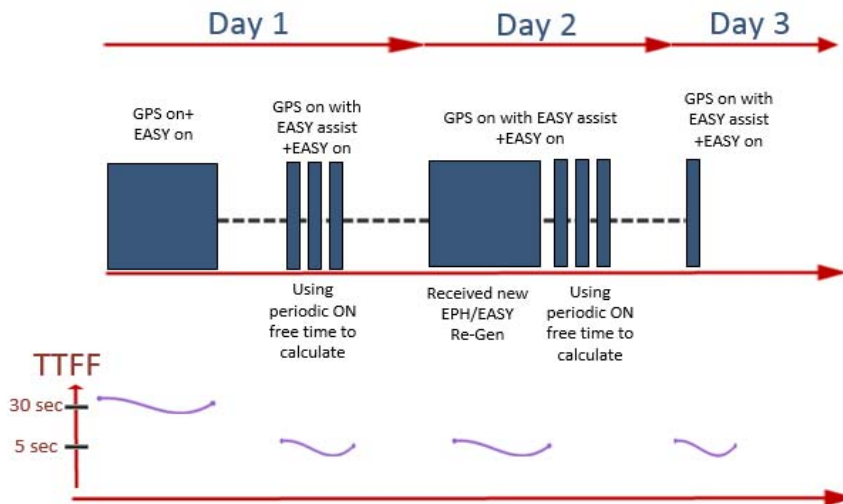 Day 1
Day 2
Day 3
GPS on+
EASY on
GPS on with
EASY assist
+EASY on
GPS on with EASY assist
+EASY on
GPS on with
EASY assist
+EASY on
Using
periodic ON
free time to
calculate
Received new
EPH/EASY
Re-Gen
Using
periodic ON
free time to
calculate
TTFF
30 sec
5 sec